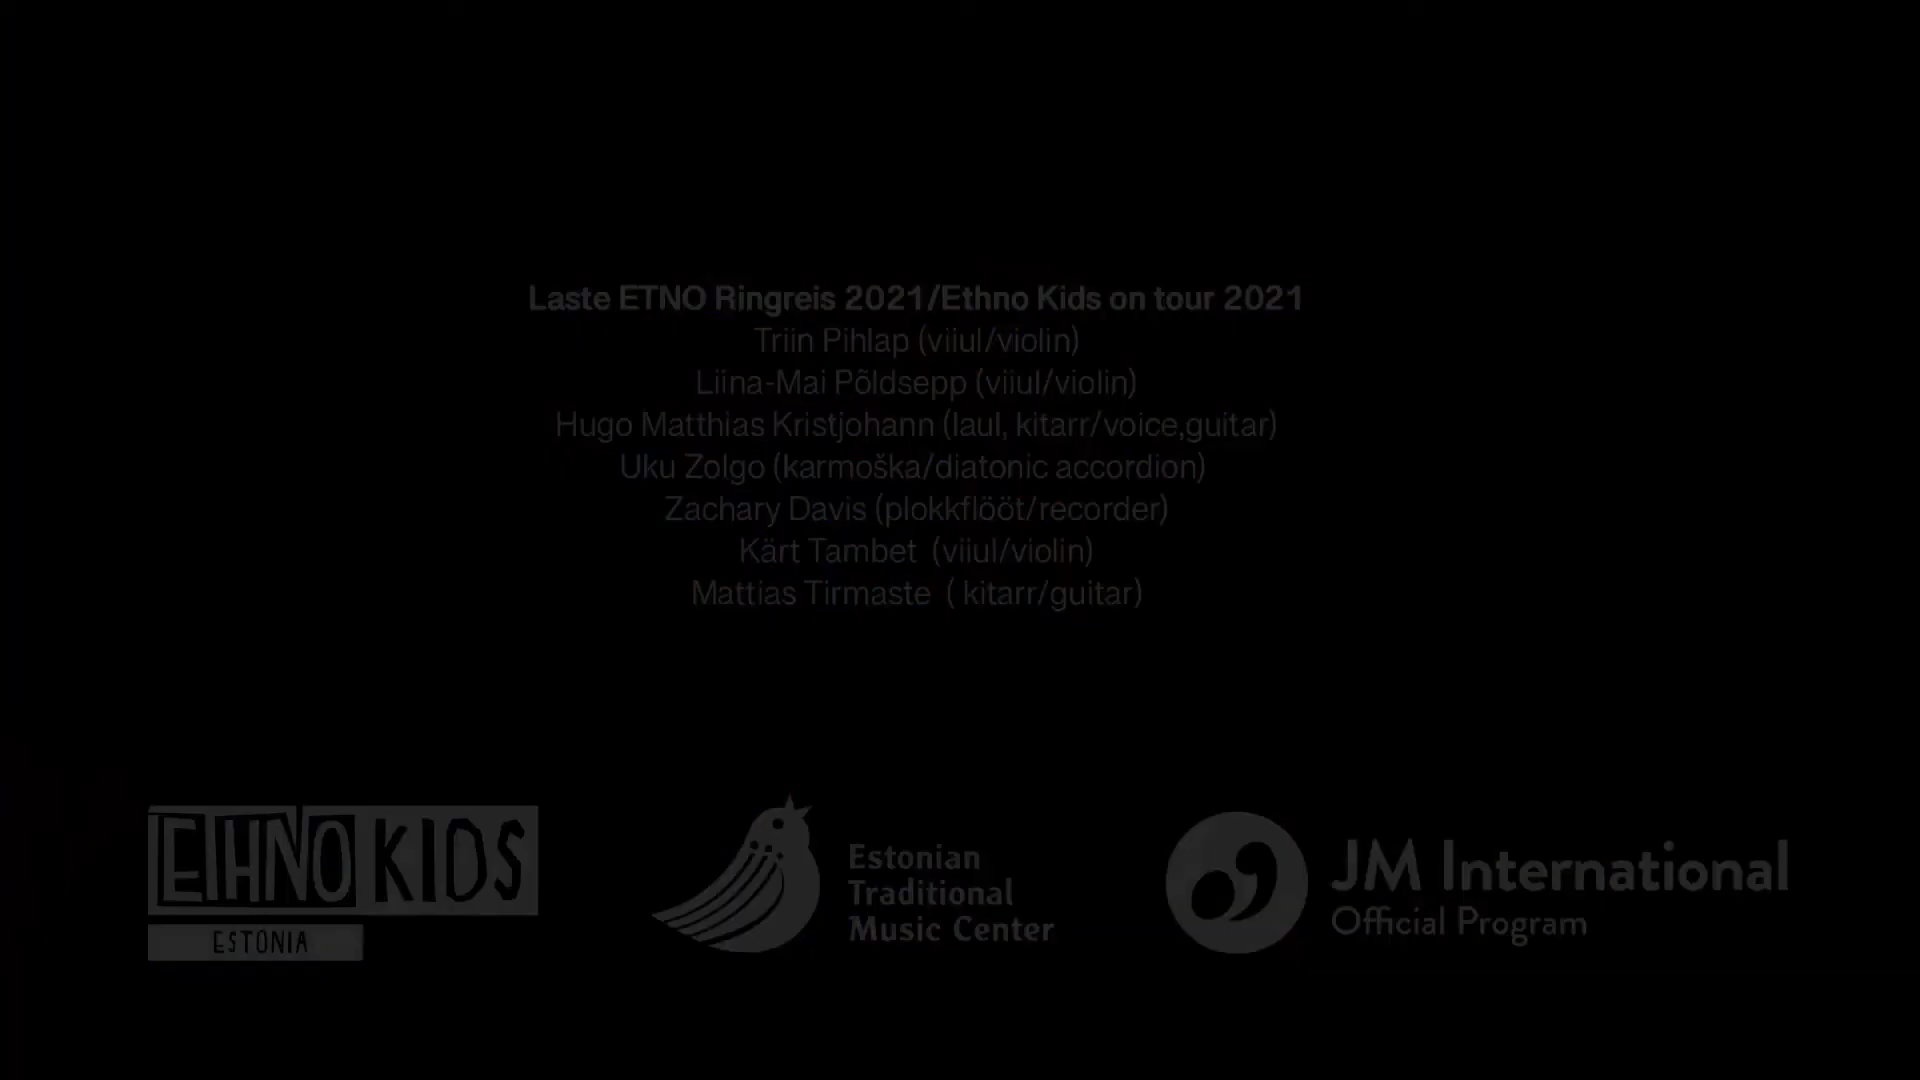 Laste ETNO Ringreis 2021/Ethno Kids on tour 2021
Triin Pihlap (viiul/violin)
Liina-Mai Põldsepp (viiul/violin)
Hugo Matthias Kristjohann (laul, kitarr/voice,guitar)
Uku Zolgo (karmoška/diatonic accordion)
Zachary Davis (plokkflööt/recorder)
Kärt Tambet (viiul/violin)
Mattias Tirmaste ( kitarr/guitar)
ETHNO KIDS
ESTONIA
Estonian
Traditional
Music Center
JM International
Official Program